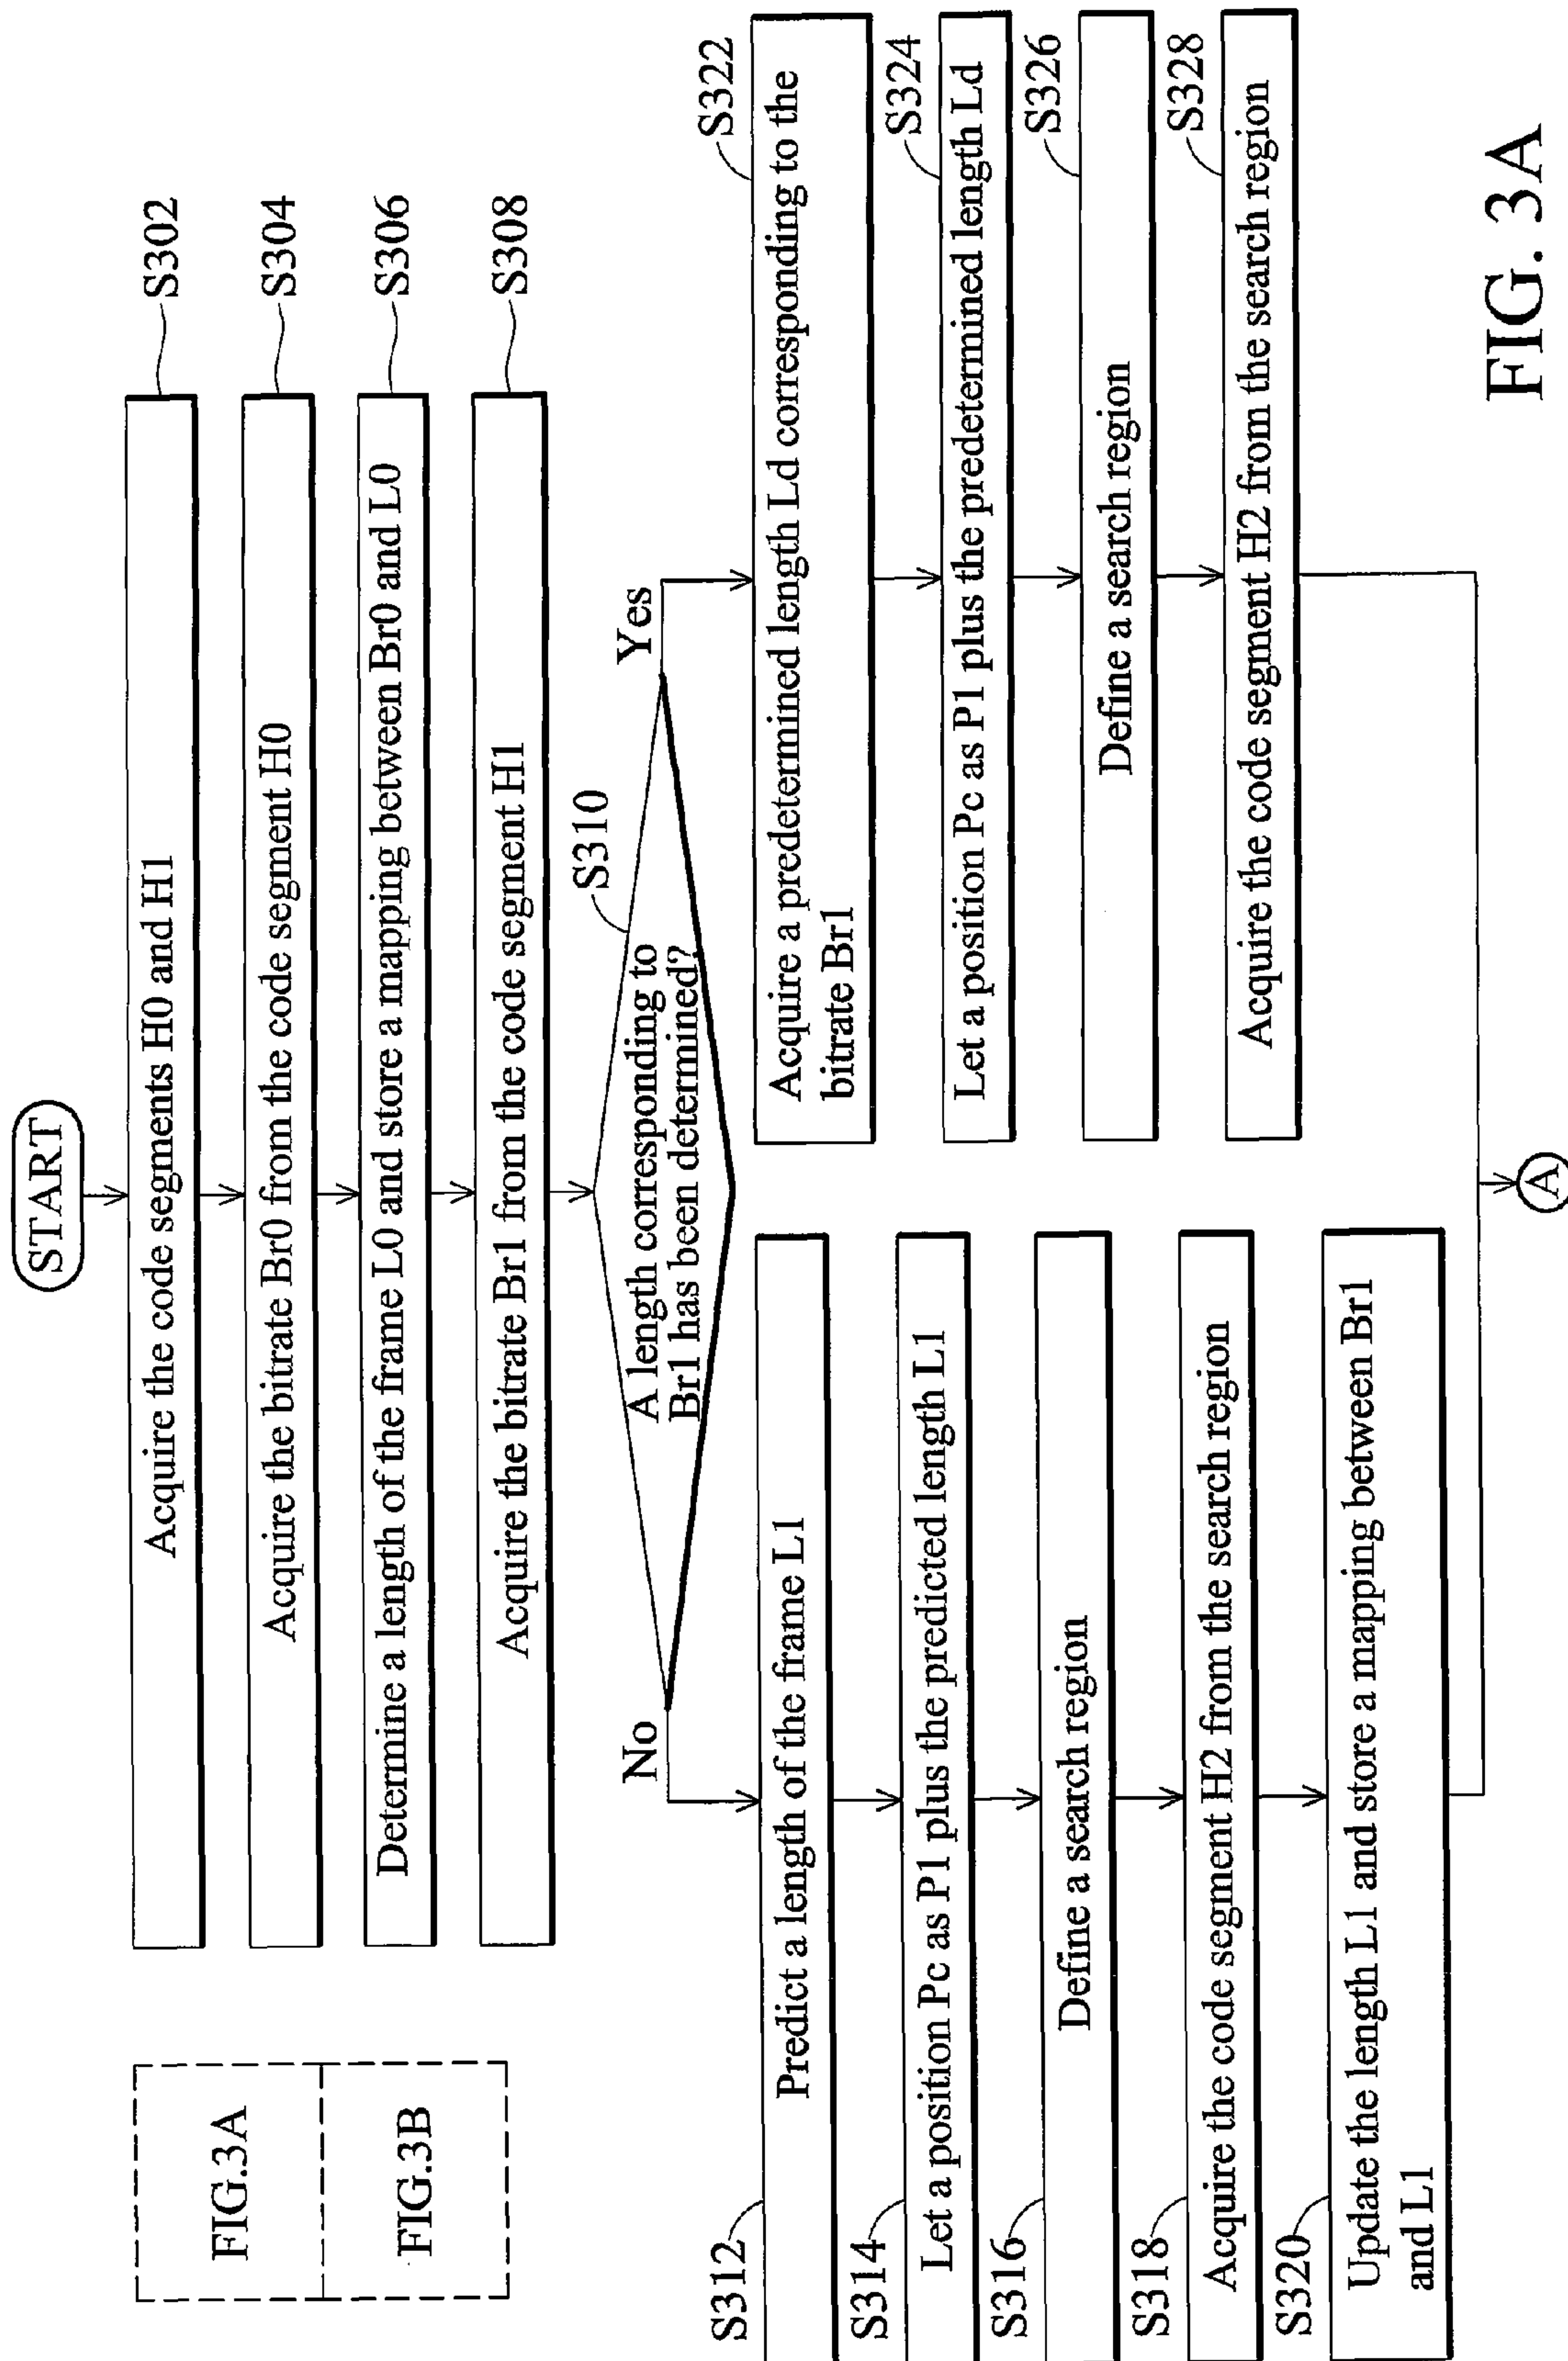 START
Acquire the code segments H0 and H1
S302
Acquire the bitrate Br0 from the code segment H0
S304
Determine a length of the frame L0 and store a mapping between Br0 and L0
S306
Acquire the bitrate Br1 from the code segment H1
S308
FIG.3A
FIG.3B
S310
A length corresponding to
Br1 has been determined?
No
Yes
S312
Predict a length of the frame L1
S314
Let a position Pc as P1 plus the predicted length L1
S316
Define a search region
S318
Acquire the code segment H2 from the search region
S320
Update the length L1 and store a mapping between Br1
and L1
S322
Acquire a predetermined length Ld corresponding to the
bitrate Br1
S324
Let a position Pc as P1 plus the predetermined length Ld
S326
Define a search region
S328
Acquire the code segment H2 from the search region
A
FIG. 3A